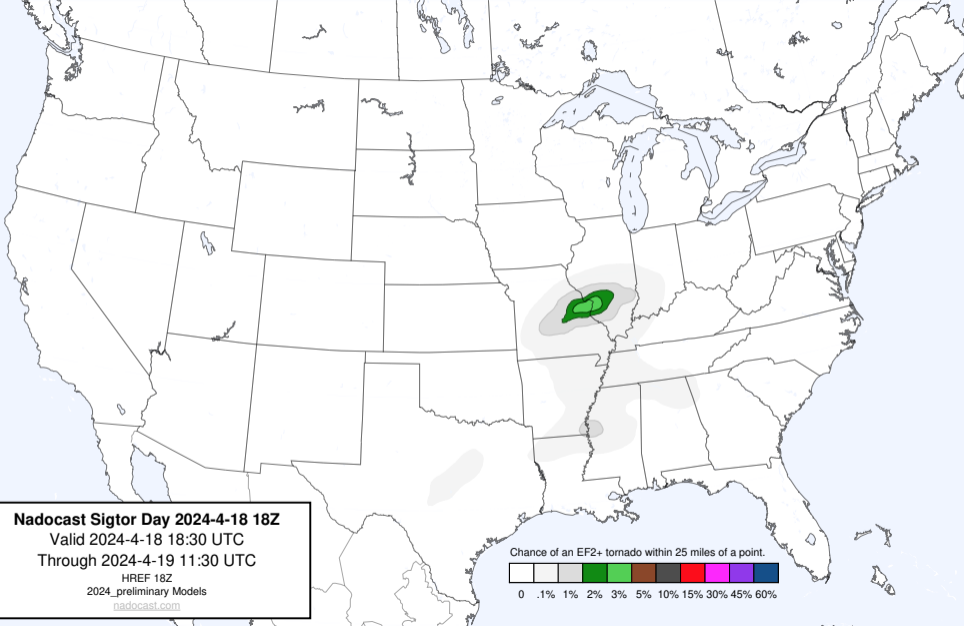 Nadocast Sigtor Day 2024-4-18 18Z
Valid 2024-4-18 18:30 UTC
Through 2024-4-19 11:30 UTC
HREF 18Z
2024_preliminary Models
nadocast.com
Chance of an EF2+ tornado within 25 miles of a point.
0 .1% 1% 2% 3% 5% 10% 15% 30% 45% 60%